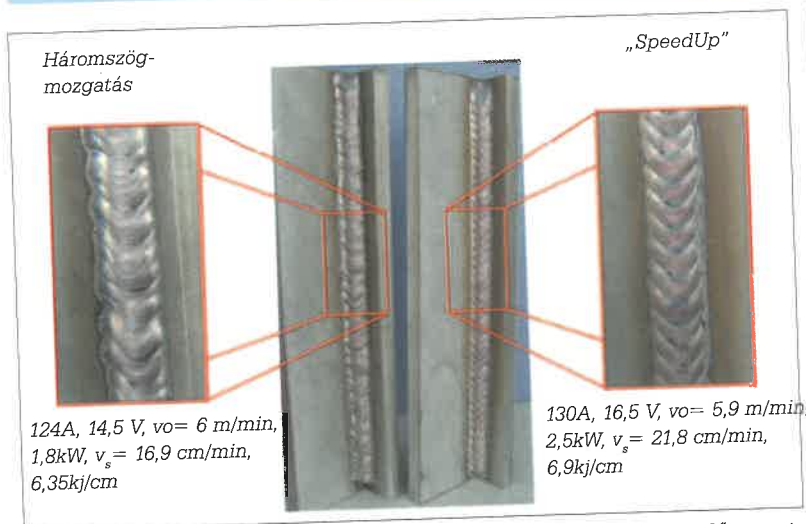 Háromszög-
mozgatás
„SpeedUp”
124A, 14,5 V, vo= 6 m/min,
1,8kW, vs= 16,9 cm/min,
6,35kj/cm
130A, 16,5 V, vo= 5,9 m/min,
2,5kW, vs= 21,8 cm/min,
6,9kj/cm